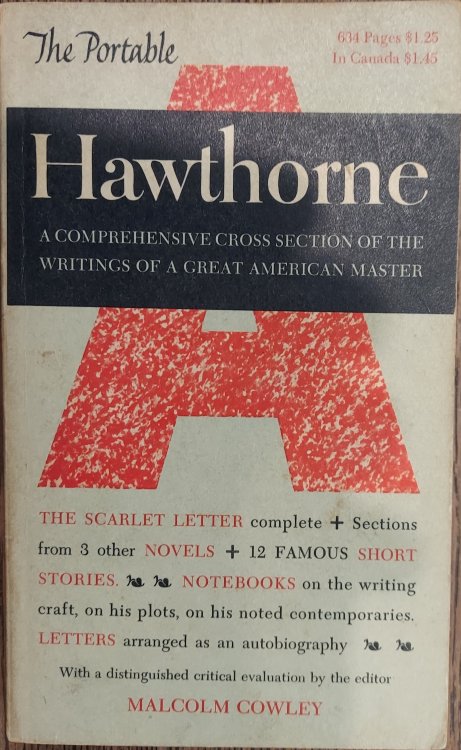 The Portable
634 Pages $1.25
In Canada $1.45
A
Hawthorne
A COMPREHENSIVE CROSS SECTION OF THE
WRITINGS OF A GREAT AMERICAN MASTER
THE SCARLET LETTER complete + Sections
from 3 other NOVELS + 12 FAMOUS SHORT
STORIES. NOTEBOOKS on the writing
craft, on his plots, on his noted contemporaries.
LETTERS arranged as an autobiography
With a distinguished critical evaluation by the editor
MALCOLM COWLEY